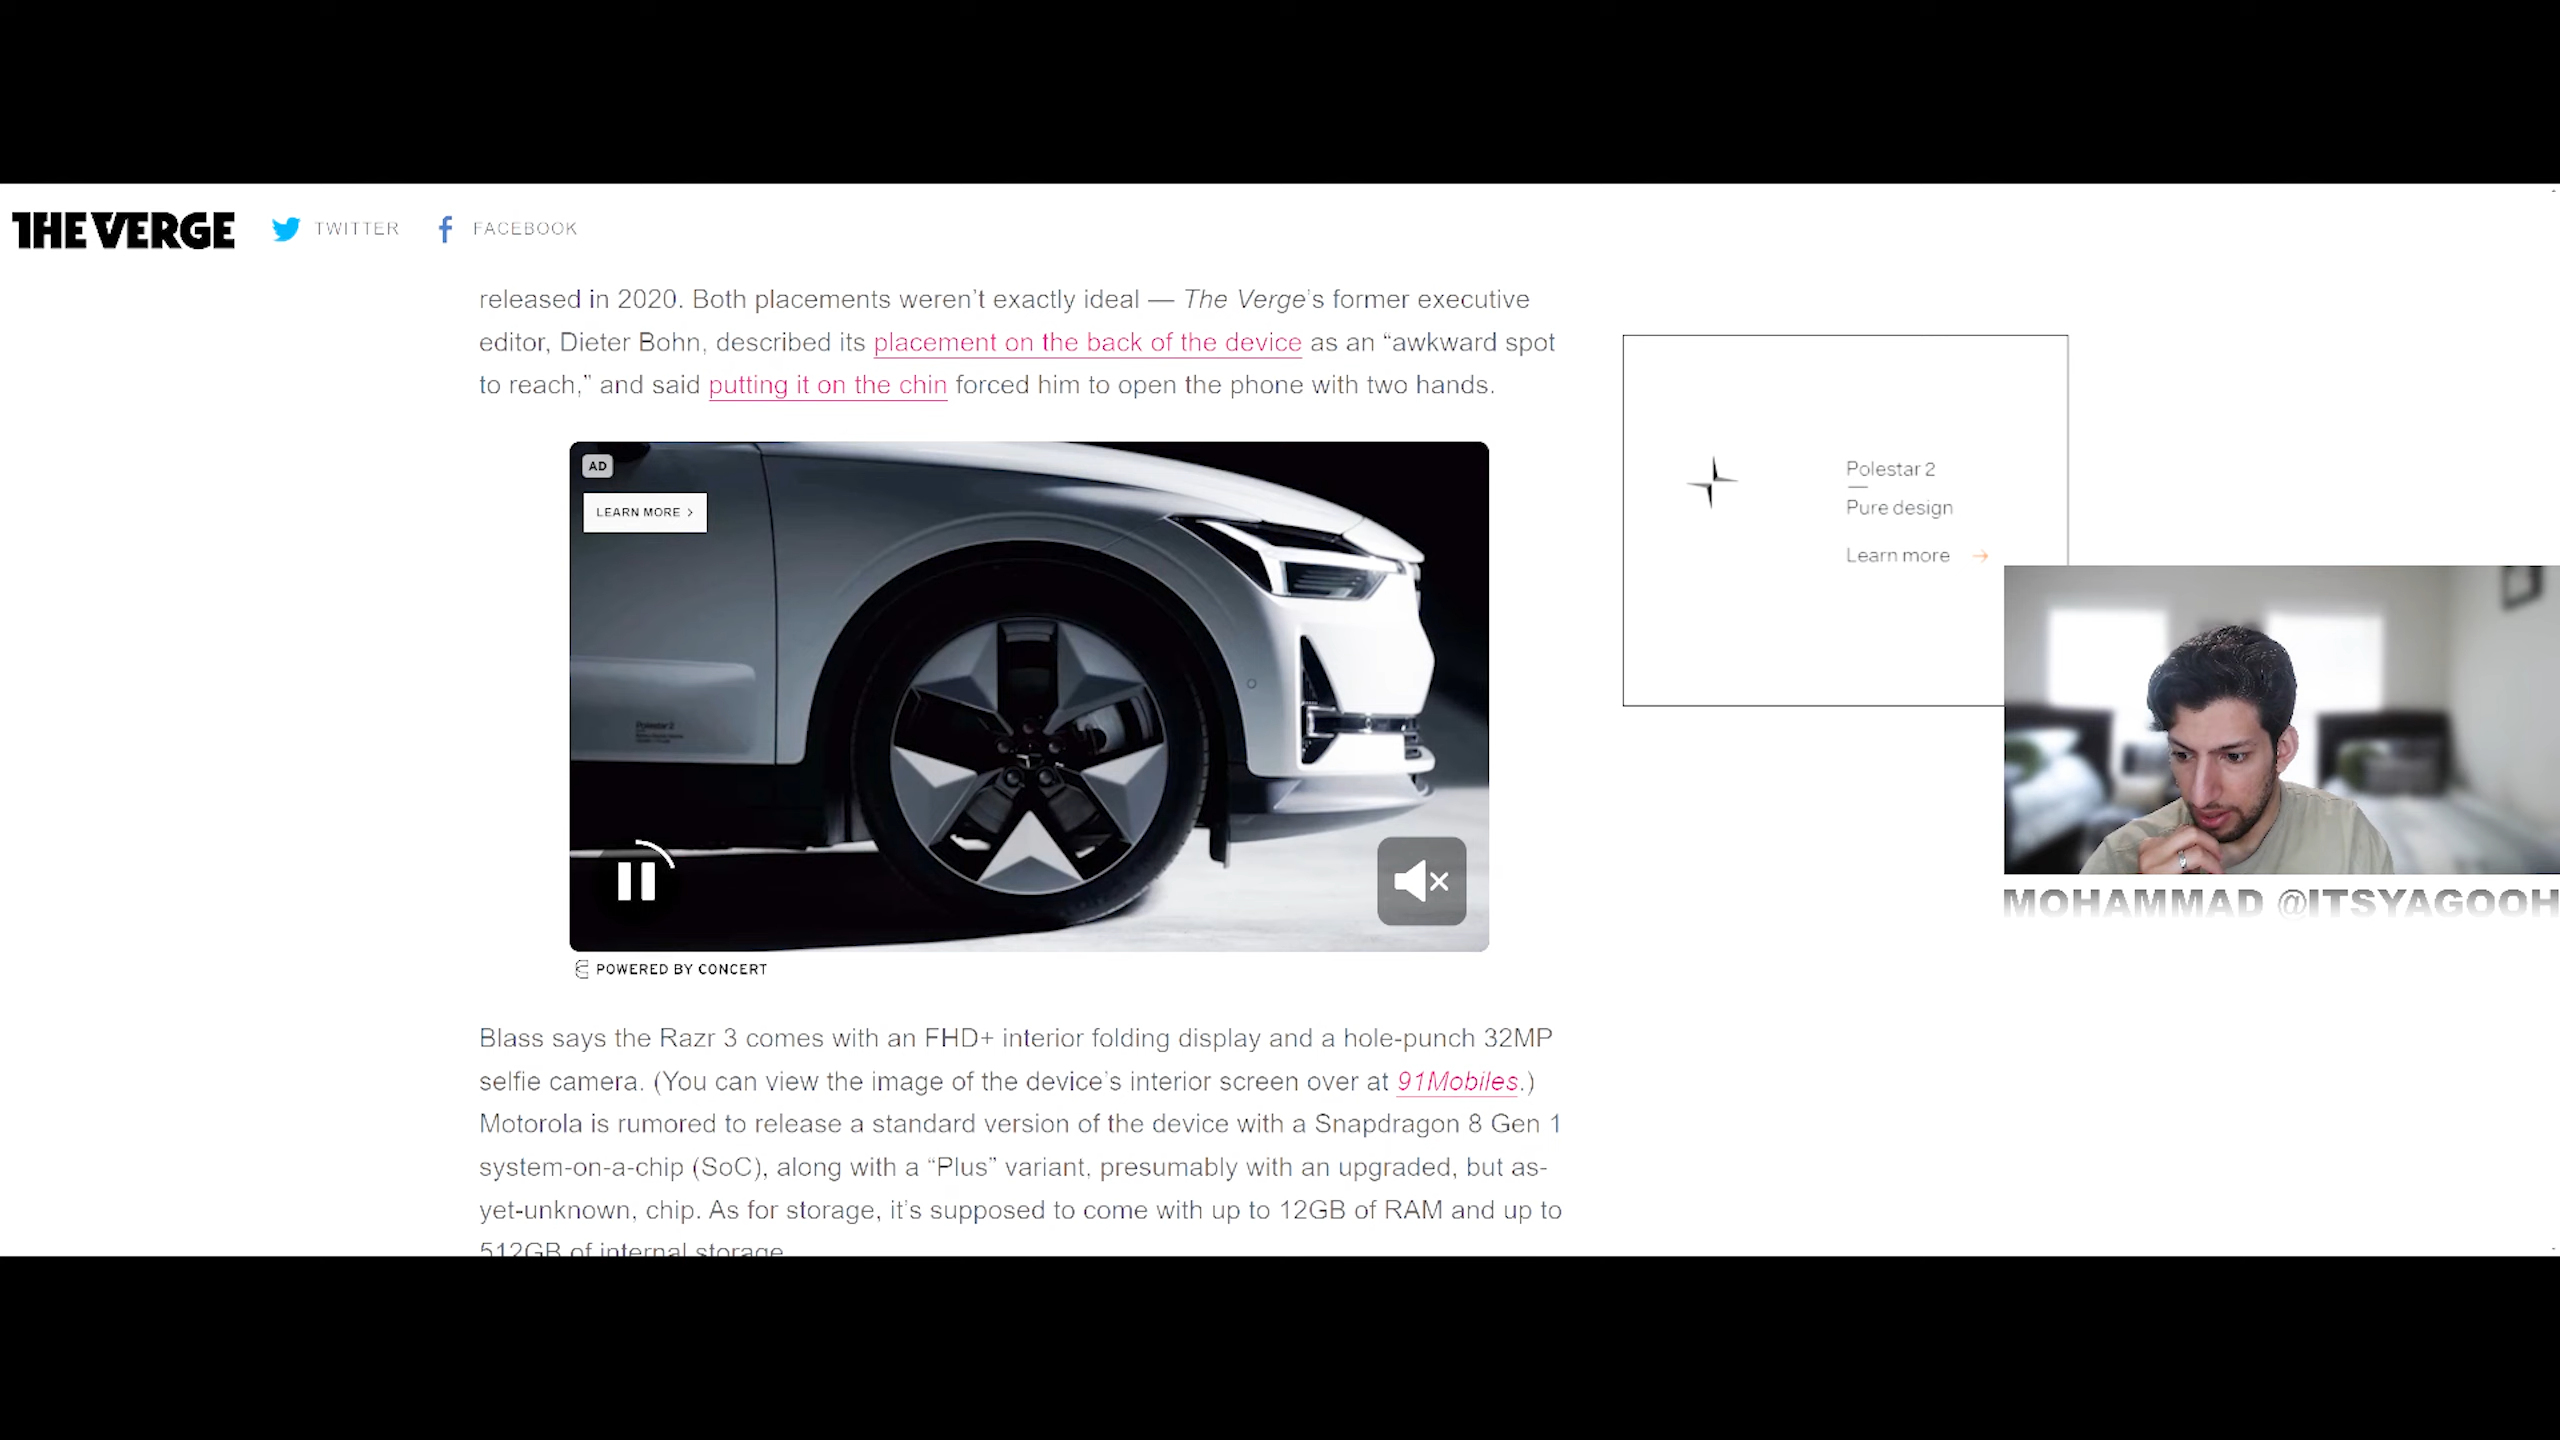 THE VERGE TWITTER FACEBOOK
released in 2020. Both placements weren’t exactly ideal — The Verge’s former executive
editor, Dieter Bohn, described its placement on the back of the device as an “awkward spot
to reach,” and said putting it on the chin forced him to open the phone with two hands.
AD
LEARN MORE >
Polestar 2
POWERED BY CONCERT
Polestar 2
Pure design
Learn more →
MOHAMMAD @ITSYAGOOH
Blass says the Razr 3 comes with an FHD+ interior folding display and a hole-punch 32MP
selfie camera. (You can view the image of the device’s interior screen over at 91Mobiles.)
Motorola is rumored to release a standard version of the device with a Snapdragon 8 Gen 1
system-on-a-chip (SoC), along with a “Plus” variant, presumably with an upgraded, but as-
yet-unknown, chip. As for storage, it’s supposed to come with up to 12GB of RAM and up to
512GB of internal storage